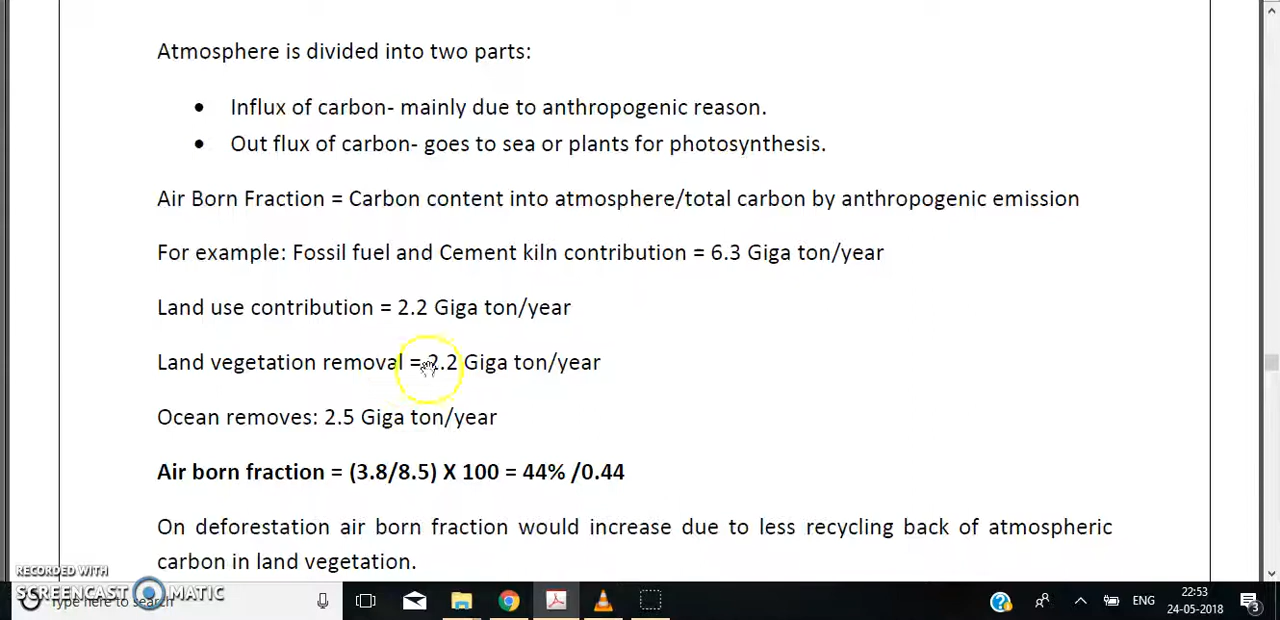 Atmosphere is divided into two parts:
• Influx of carbon- mainly due to anthropogenic reason.
• Out flux of carbon- goes to sea or plants for photosynthesis.
Air Born Fraction = Carbon content into atmosphere/total carbon by anthropogenic emission
For example: Fossil fuel and Cement kiln contribution = 6.3 Giga ton/year
Land use contribution = 2.2 Giga ton/year
Land vegetation removal = 2.2 Giga ton/year
Ocean removes: 2.5 Giga ton/year
Air born fraction = (3.8/8.5) X 100 = 44% /0.44
On deforestation air born fraction would increase due to less recycling back of atmospheric
carbon in land vegetation.
RECORDED WITH
SCREENCAST MATIC
Type here to search
ENG
22:53
24-05-2018
3